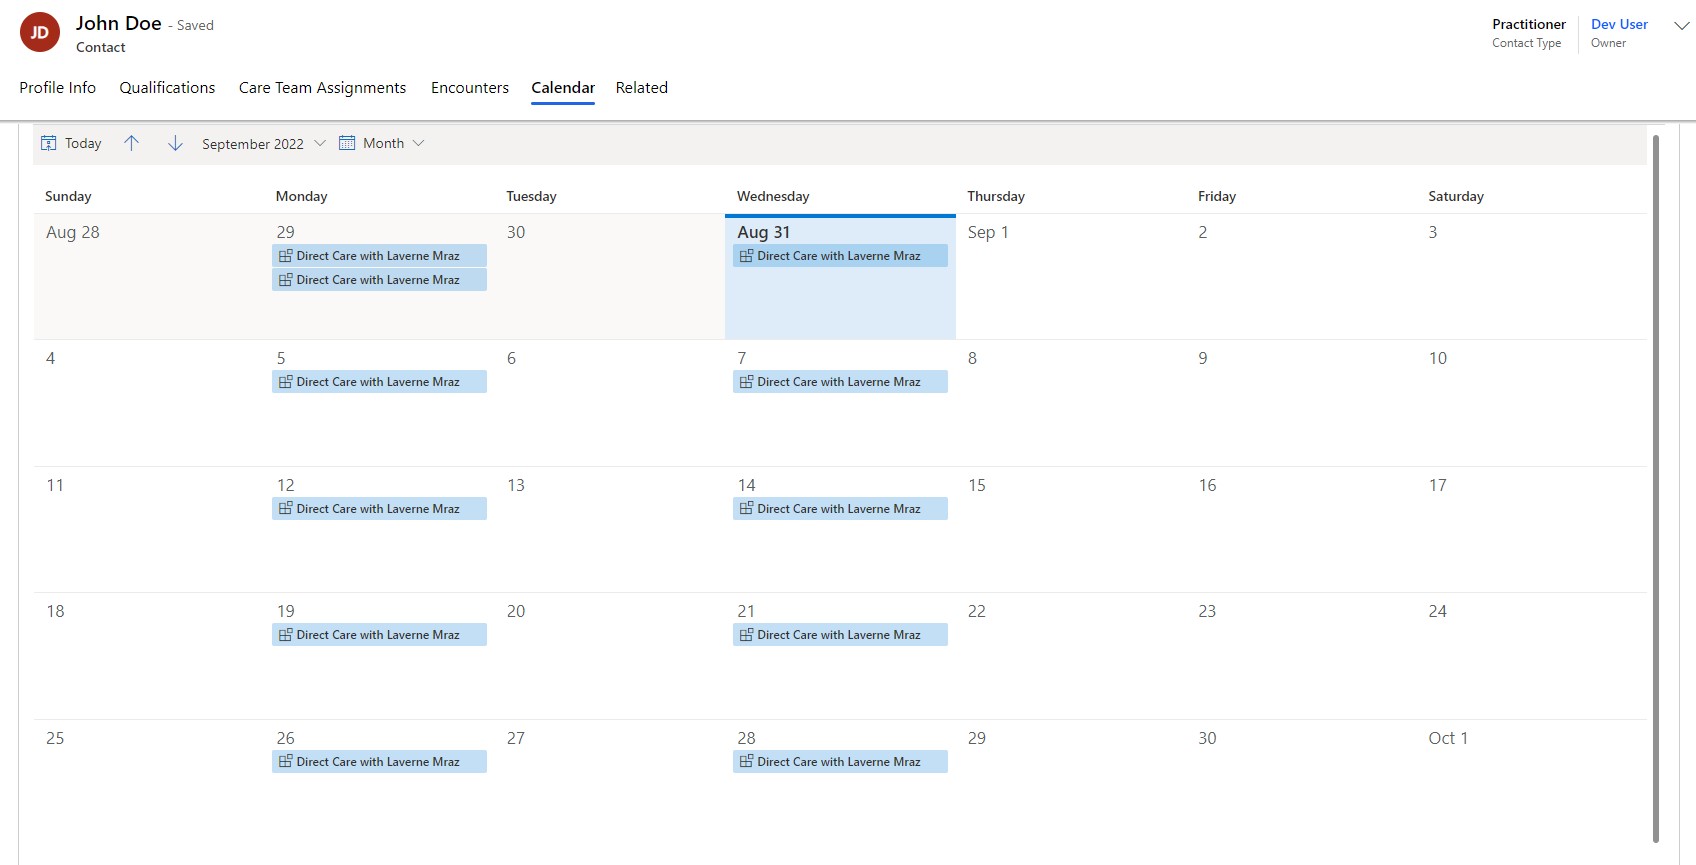 JD
John Doe - Saved
Contact
Practitioner
Contact Type
Dev User
Owner
Profile Info Qualifications Care Team Assignments Encounters Calendar Related
Today September 2022 Month
Sunday Monday Tuesday Wednesday Thursday Friday Saturday
Aug 28 29 30 Aug 31 Sep 1 2 3
Direct Care with Laverne Mraz Direct Care with Laverne Mraz
Direct Care with Laverne Mraz
4 5 6 7 8 9 10
Direct Care with Laverne Mraz Direct Care with Laverne Mraz
11 12 13 14 15 16 17
Direct Care with Laverne Mraz Direct Care with Laverne Mraz
18 19 20 21 22 23 24
Direct Care with Laverne Mraz Direct Care with Laverne Mraz
25 26 27 28 29 30 Oct 1
Direct Care with Laverne Mraz Direct Care with Laverne Mraz